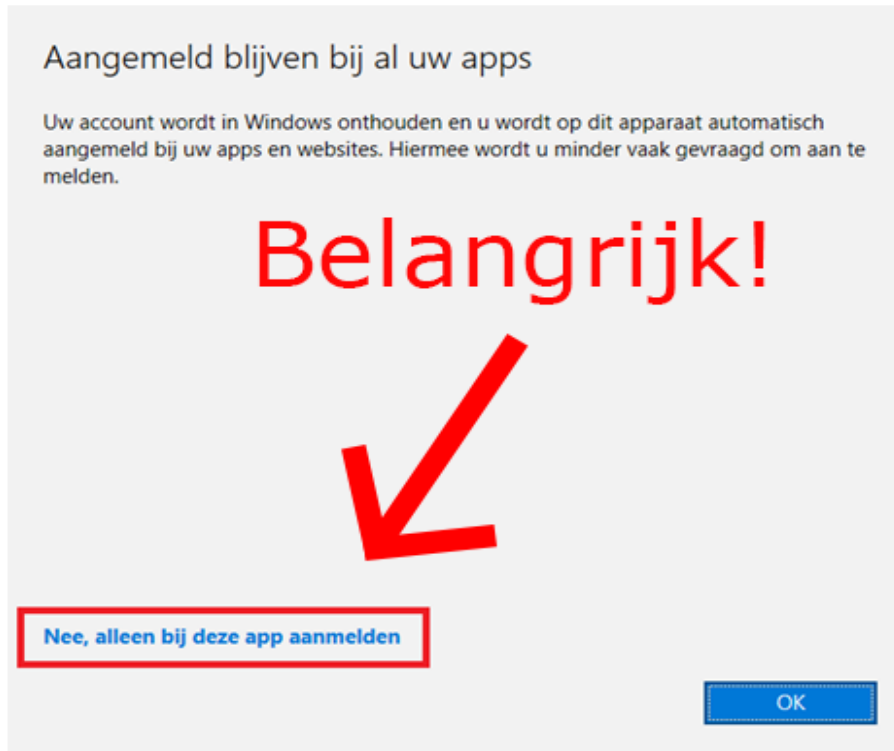 Aangemeld blijven bij al uw apps
Uw account wordt in Windows onthouden en u wordt op dit apparaat automatisch
aangemeld bij uw apps en websites. Hiermee wordt u minder vaak gevraagd om aan te
melden.
Belangrijk!
Nee, alleen bij deze app aanmelden
OK